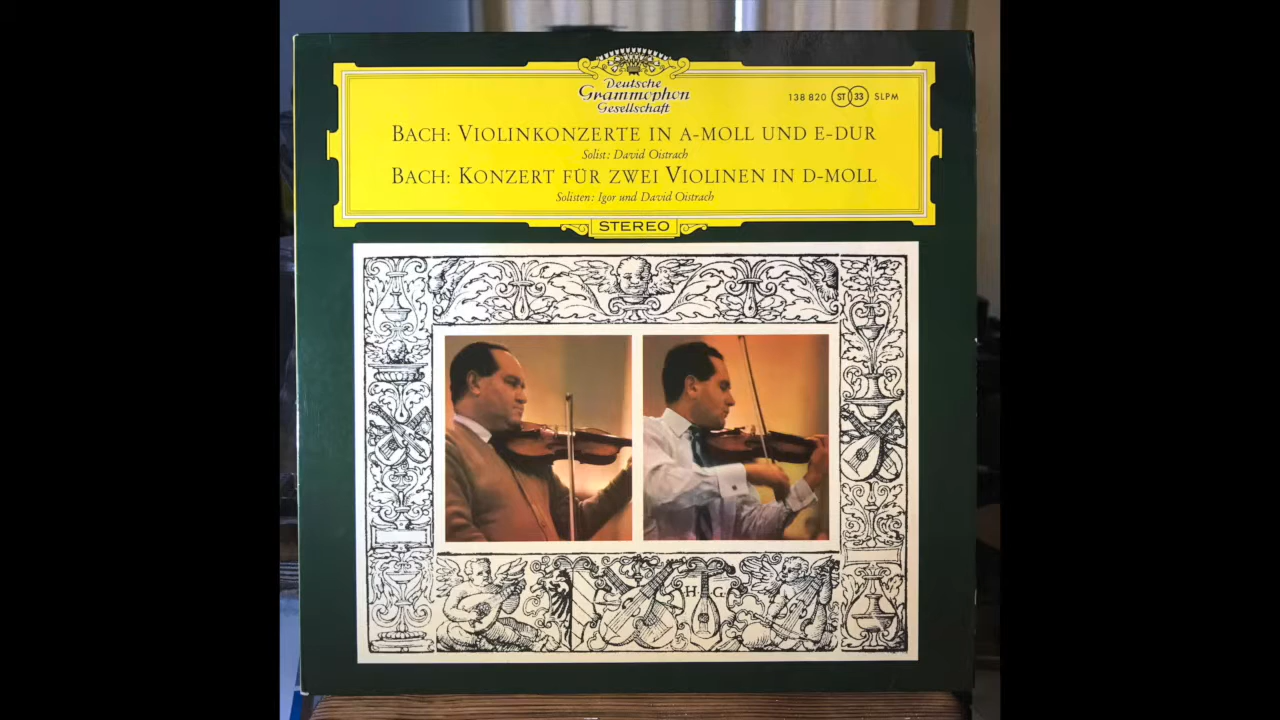 Deutsche
Grammophon
Gesellschaft
138 820 ST 33 SLPM
BACH: VIOLINKONZERTE IN A-MOLL UND E-DUR
Solist: David Oistrach
BACH: KONZERT FÜR ZWEI VIOLINEN IN D-MOLL
Solisten: Igor und David Oistrach
STEREO
H G